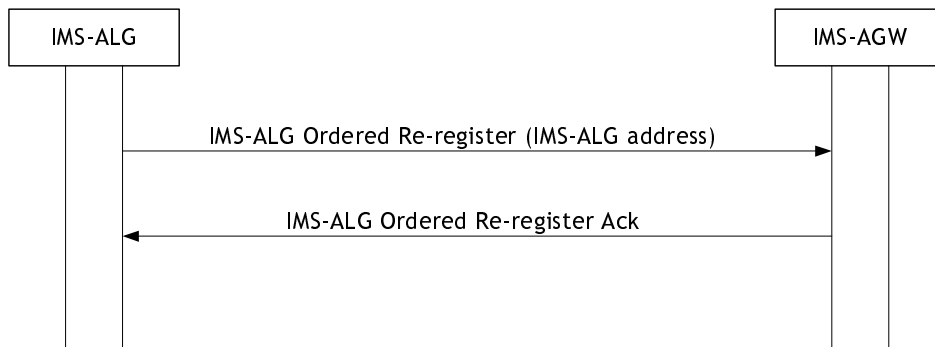 IMS-ALG
IMS-AGW
IMS-ALG Ordered Re-register (IMS-ALG address)
IMS-ALG Ordered Re-register Ack